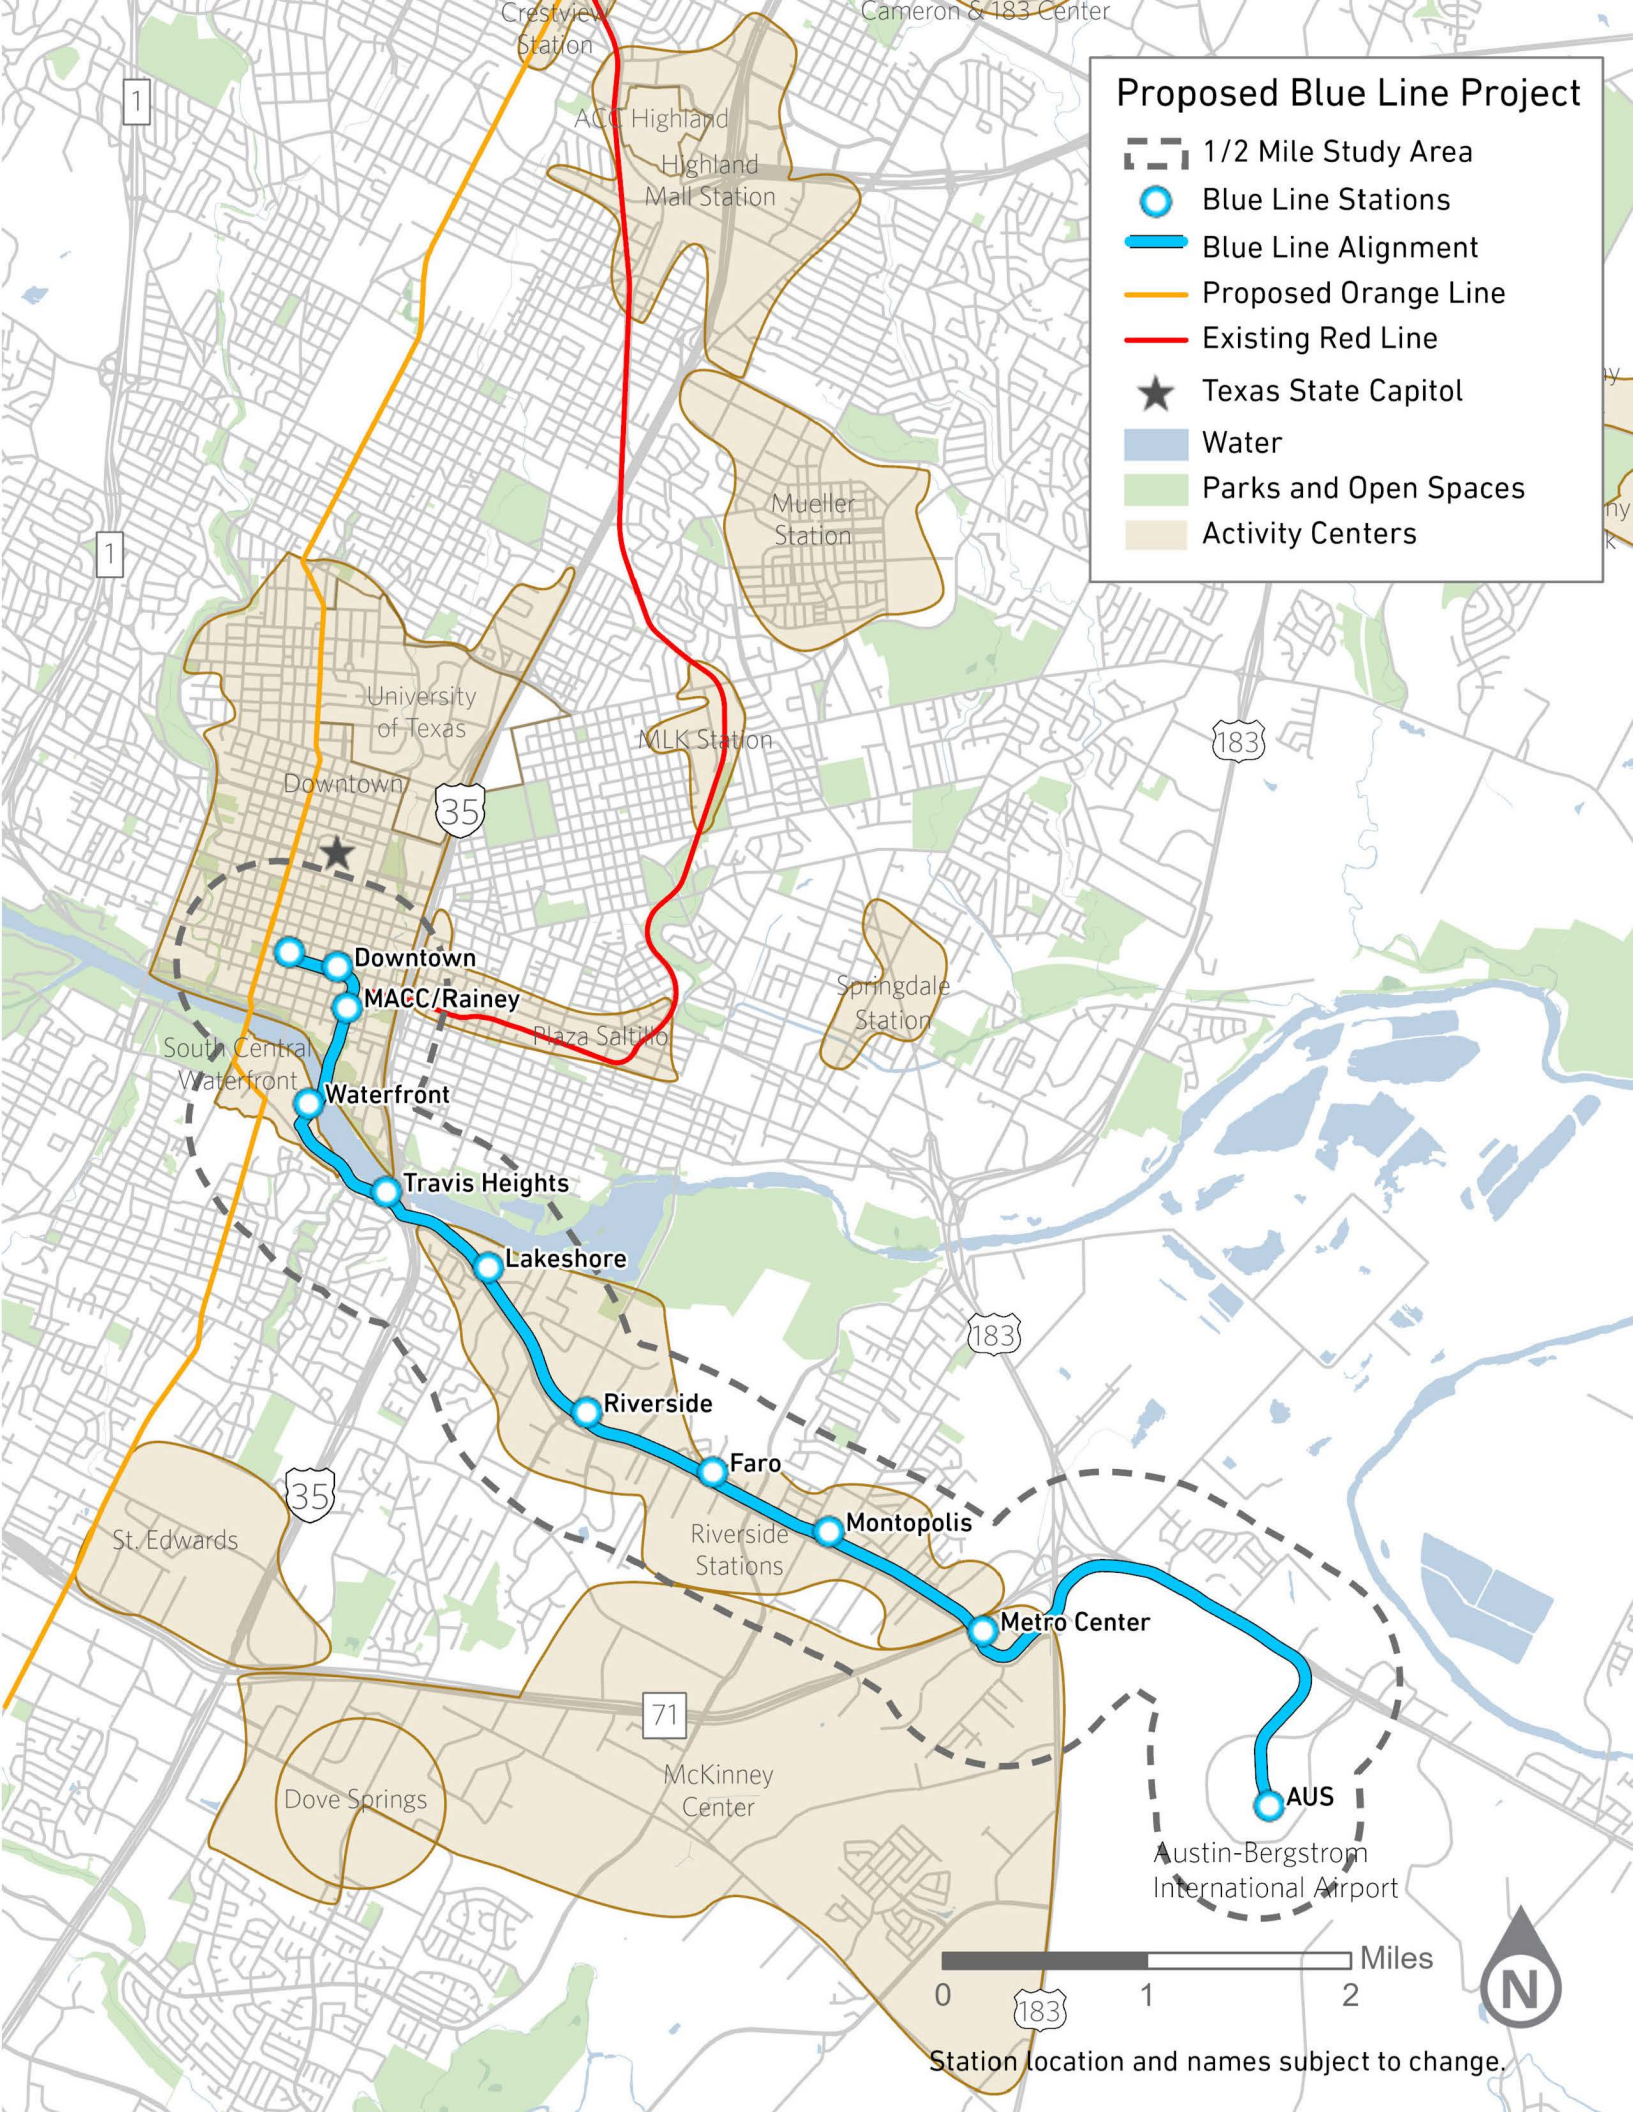 Crestview
Station
Cameron & 183 Center
1
ACC Highland
Highland
Mall Station
Proposed Blue Line Project
1/2 Mile Study Area
Blue Line Stations
Blue Line Alignment
Proposed Orange Line
Existing Red Line
Texas State Capitol
Water
Parks and Open Spaces
Activity Centers
1
Mueller
Station
University
of Texas
MLK Station
183
Downtown
35
Downtown
MACC/Rainey
Springdale
Station
Plaza Saltillo
South Central
Waterfront
Waterfront
Travis Heights
Lakeshore
183
Riverside
Faro
35
St. Edwards
Montopolis
Riverside
Stations
Metro Center
71
McKinney
Center
Dove Springs
AUS
Austin-Bergstrom
International Airport
Miles
0 1 2
183
N
Station location and names subject to change.